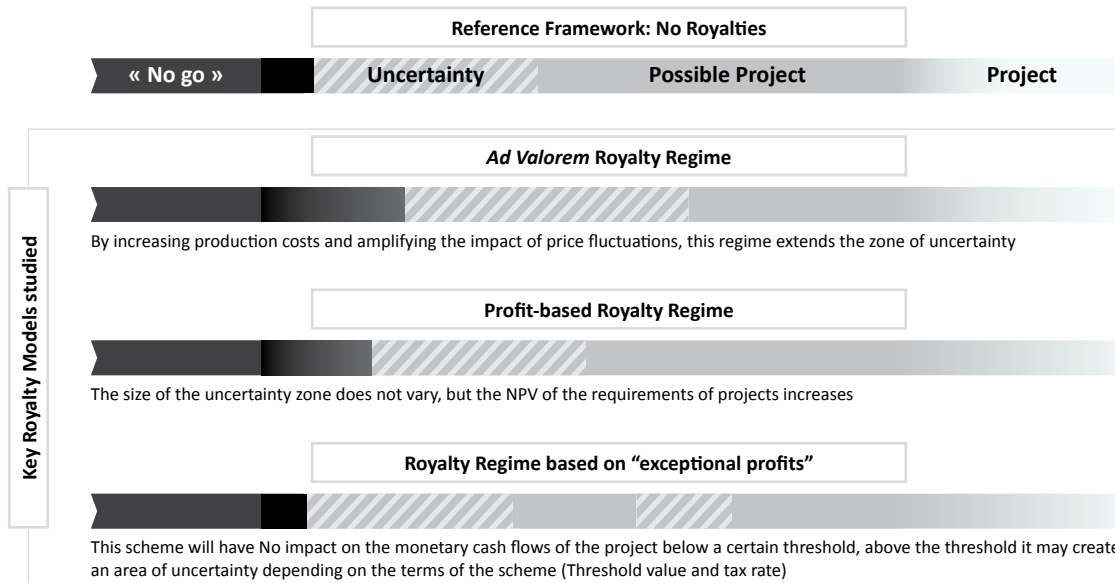 Reference Framework: No Royalties
« No go » Uncertainty Possible Project Project
Key Royalty Models studied
Ad Valorem Royalty Regime
By increasing production costs and amplifying the impact of price fluctuations, this regime extends the zone of uncertainty
Profit-based Royalty Regime
The size of the uncertainty zone does not vary, but the NPV of the requirements of projects increases
Royalty Regime based on “exceptional profits”
This scheme will have No impact on the monetary cash flows of the project below a certain threshold, above the threshold it may create
an area of uncertainty depending on the terms of the scheme (Threshold value and tax rate)